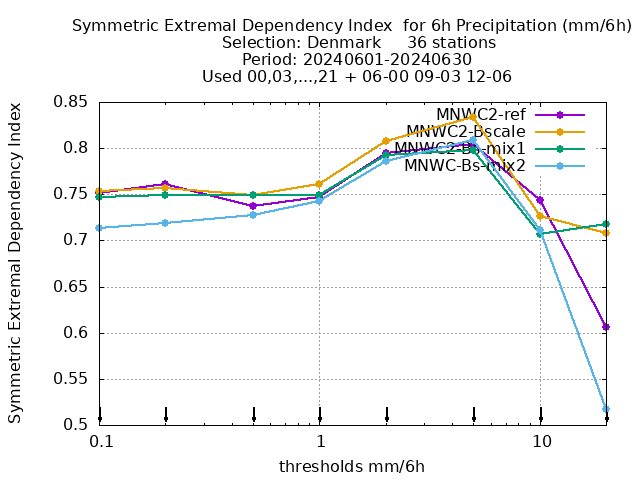 Symmetric Extremal Dependency Index  for 6h Precipitation (mm/6h)
Selection: Denmark     36 stations
Period: 20240601-20240630
Used 00,03,...,21 + 06-00 09-03 12-06
Symmetric Extremal Dependency Index
0.85
0.8
0.75
0.7
0.65
0.6
0.55
0.5
MNWC2-ref
MNWC2-Bscale
MNWC2-Bs-mix1
MNWC-Bs-mix2
0.1
1
10
thresholds mm/6h